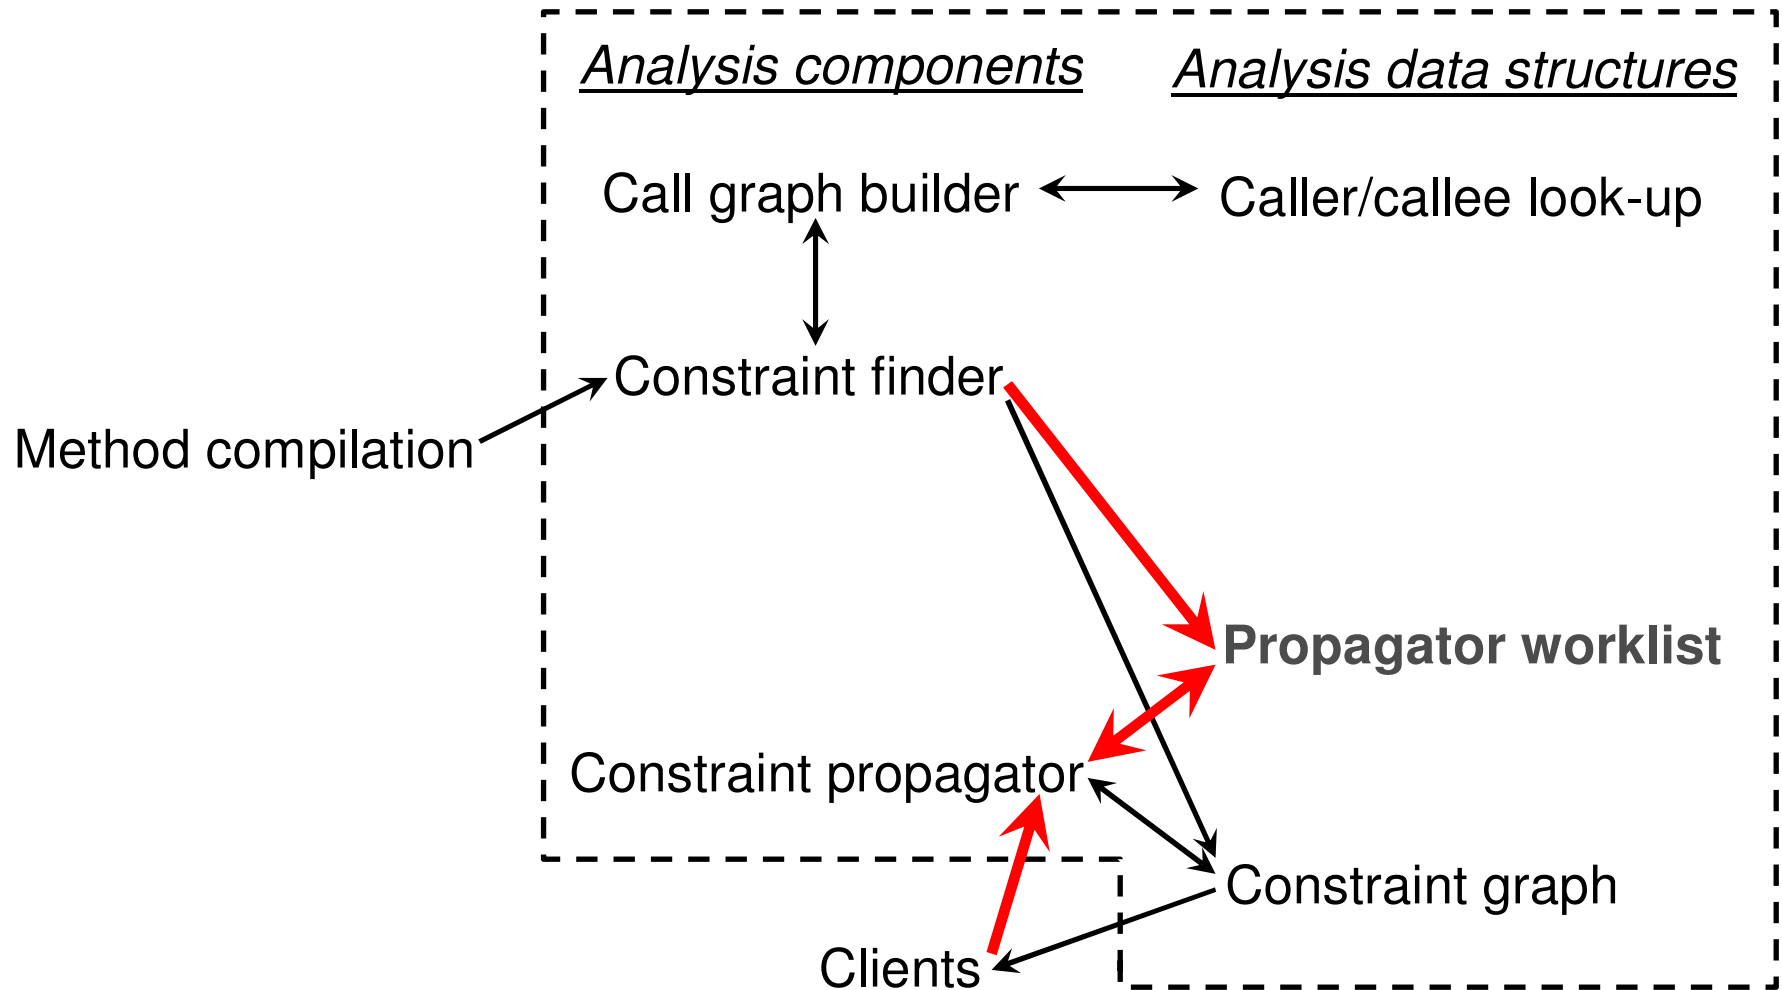 Analysis components
Analysis data structures
Call graph builder
Caller/callee look-up
Constraint finder
Method compilation
Propagator worklist
Constraint propagator
Constraint graph
Clients